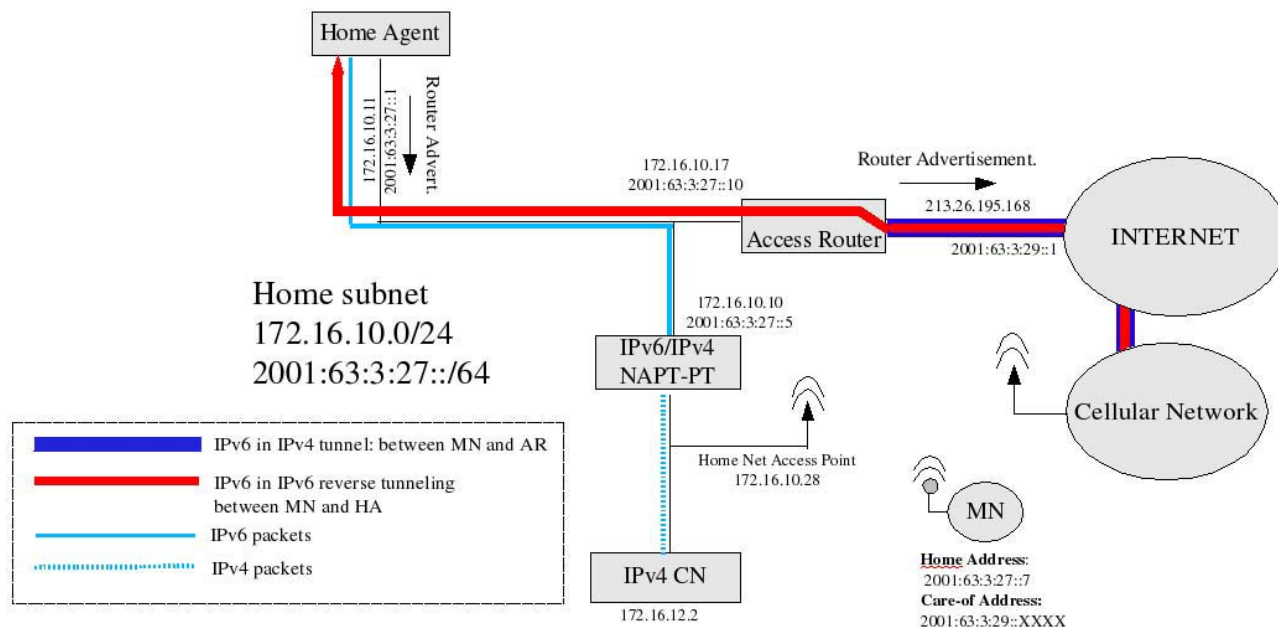 Home Agent
172.16.10.11
2001:63:3:27::1
Router Advert.
172.16.10.17
2001:63:3:27::10
Router Advertisement.
213.26.195.168
Access Router
2001:63:3:29::1
INTERNET
Home subnet
172.16.10.0/24
2001:63:3:27::/64
172.16.10.10
2001:63:3:27::5
IPv6/IPv4
NAPT-PT
Cellular Network
Home Net Access Point
172.16.10.28
IPv6 in IPv4 tunnel: between MN and AR
IPv6 in IPv6 reverse tunneling
between MN and HA
IPv6 packets
IPv4 packets
MN
IPv4 CN
172.16.12.2
Home Address:
2001:63:3:27::7
Care-of Address:
2001:63:3:29::XXXX